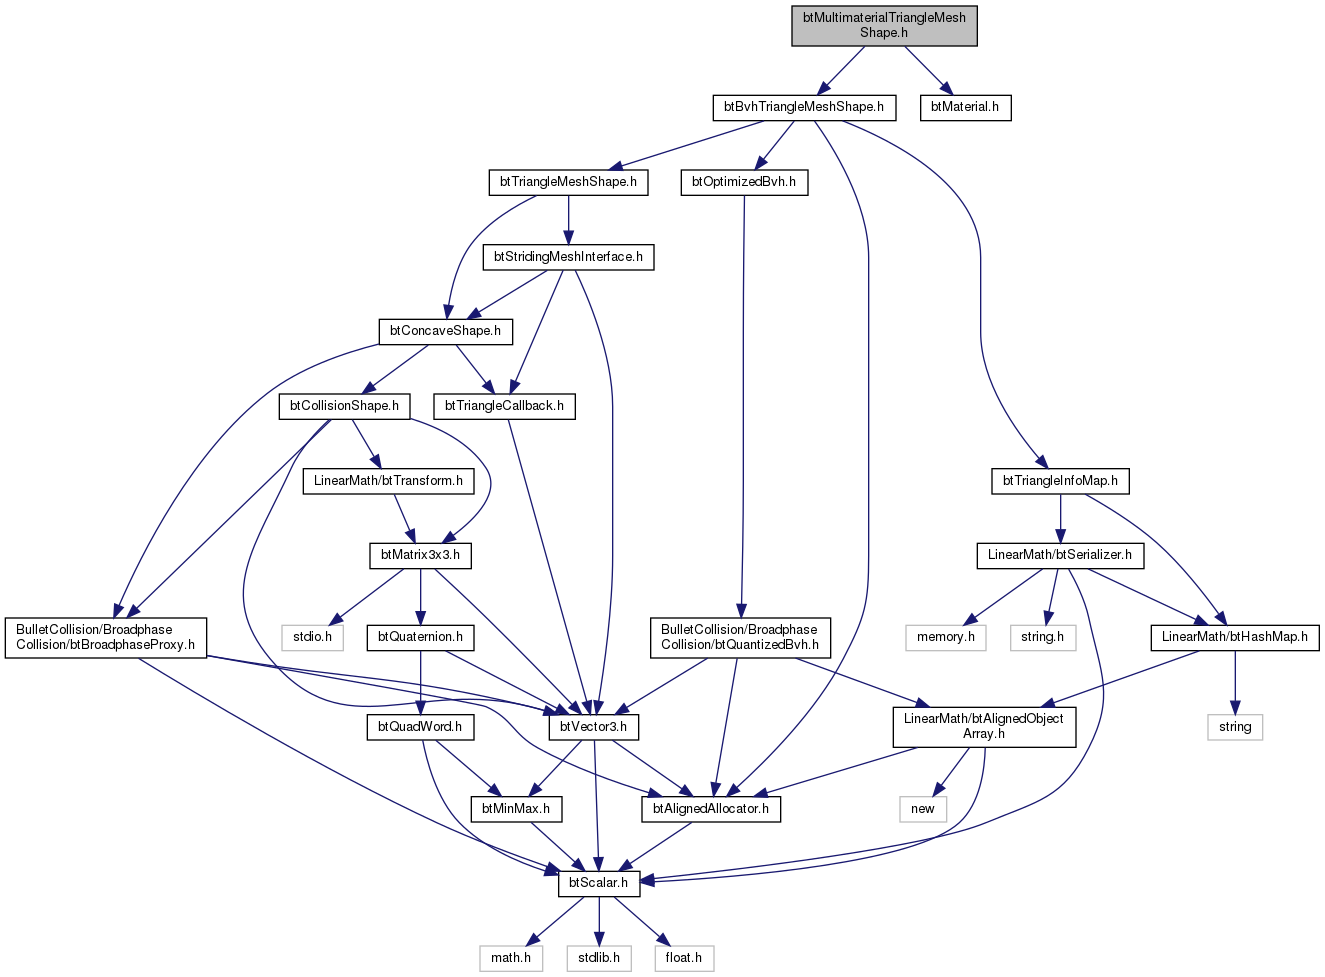 btMultimaterialTriangleMesh
Shape.h
btBvhTriangleMeshShape.h
btMaterial.h
btTriangleMeshShape.h
btOptimizedBvh.h
btStridingMeshInterface.h
btConcaveShape.h
btCollisionShape.h
btTriangleCallback.h
LinearMath/btTransform.h
btTriangleInfoMap.h
btMatrix3x3.h
LinearMath/btSerializer.h
BulletCollision/Broadphase
Collision/btBroadphaseProxy.h
stdio.h
btQuaternion.h
BulletCollision/Broadphase
Collision/btQuantizedBvh.h
memory.h
string.h
LinearMath/btHashMap.h
btQuadWord.h
btVector3.h
LinearMath/btAlignedObject
Array.h
string
btMinMax.h
btAlignedAllocator.h
new
btScalar.h
math.h
stdlib.h
float.h